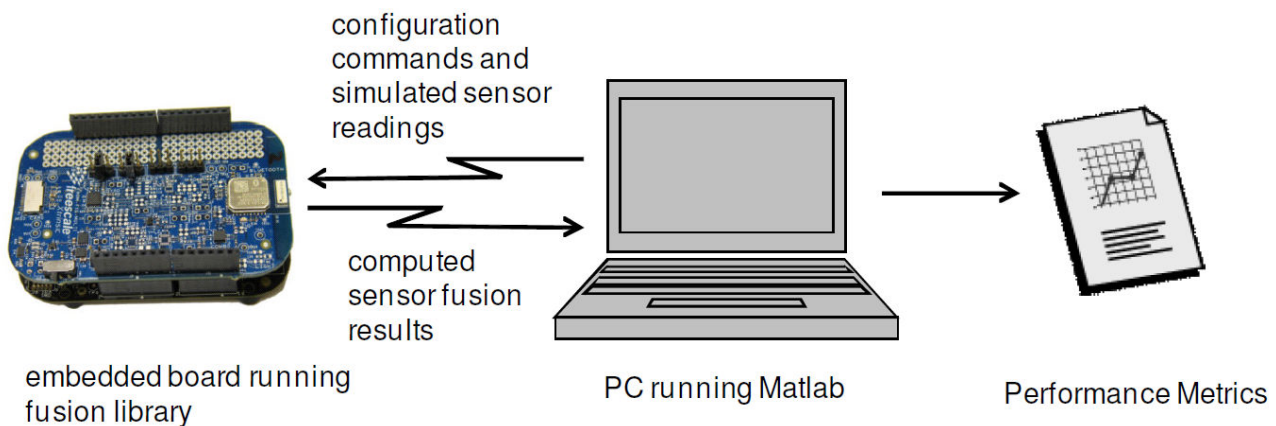 configuration
commands and
simulated sensor
readings
freescale
computed
sensor fusion
results
embedded board running
fusion library
PC running Matlab
Performance Metrics